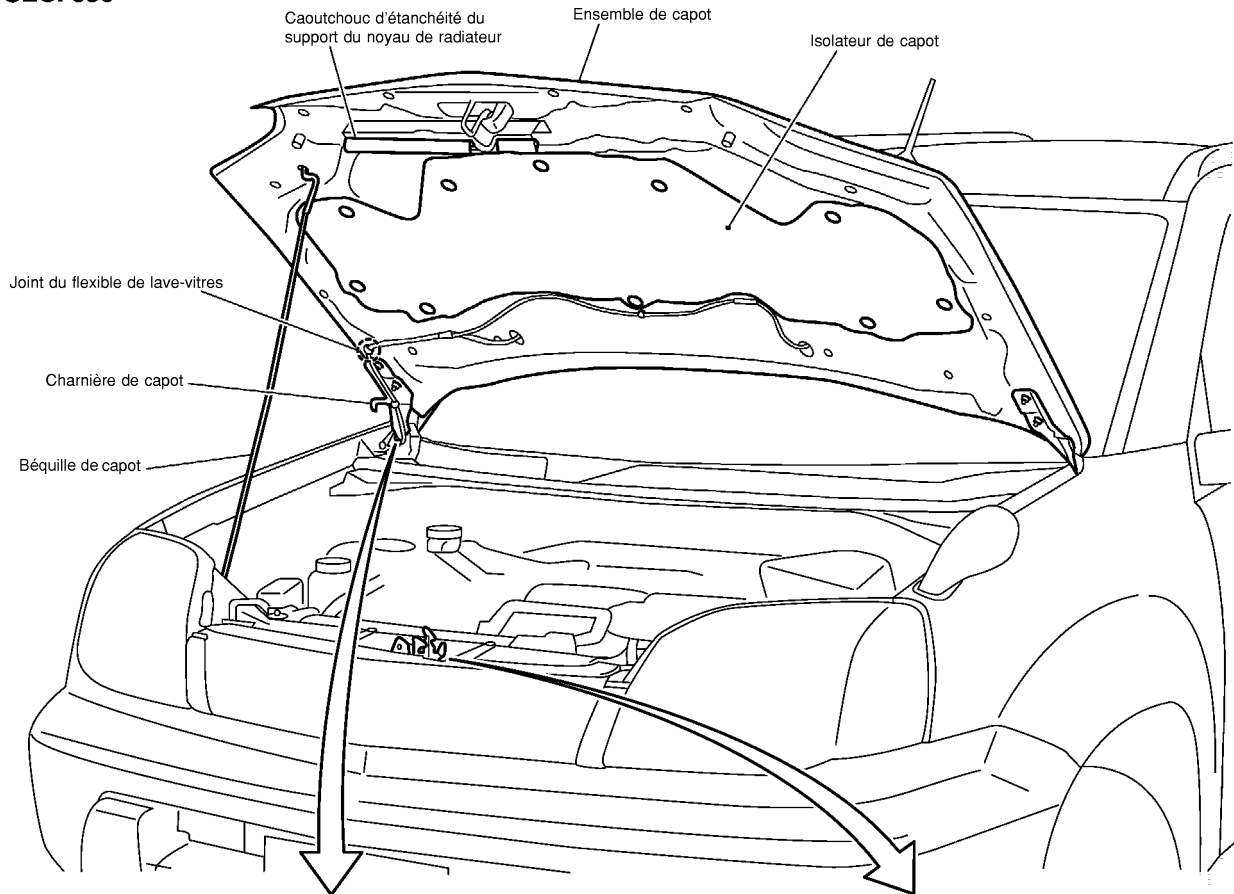 Caoutchouc d'étanchéité du
support du noyau de radiateur
Ensemble de capot
Isolateur de capot
Joint du flexible de lave-vitres
Charnière de capot
Béquille de capot